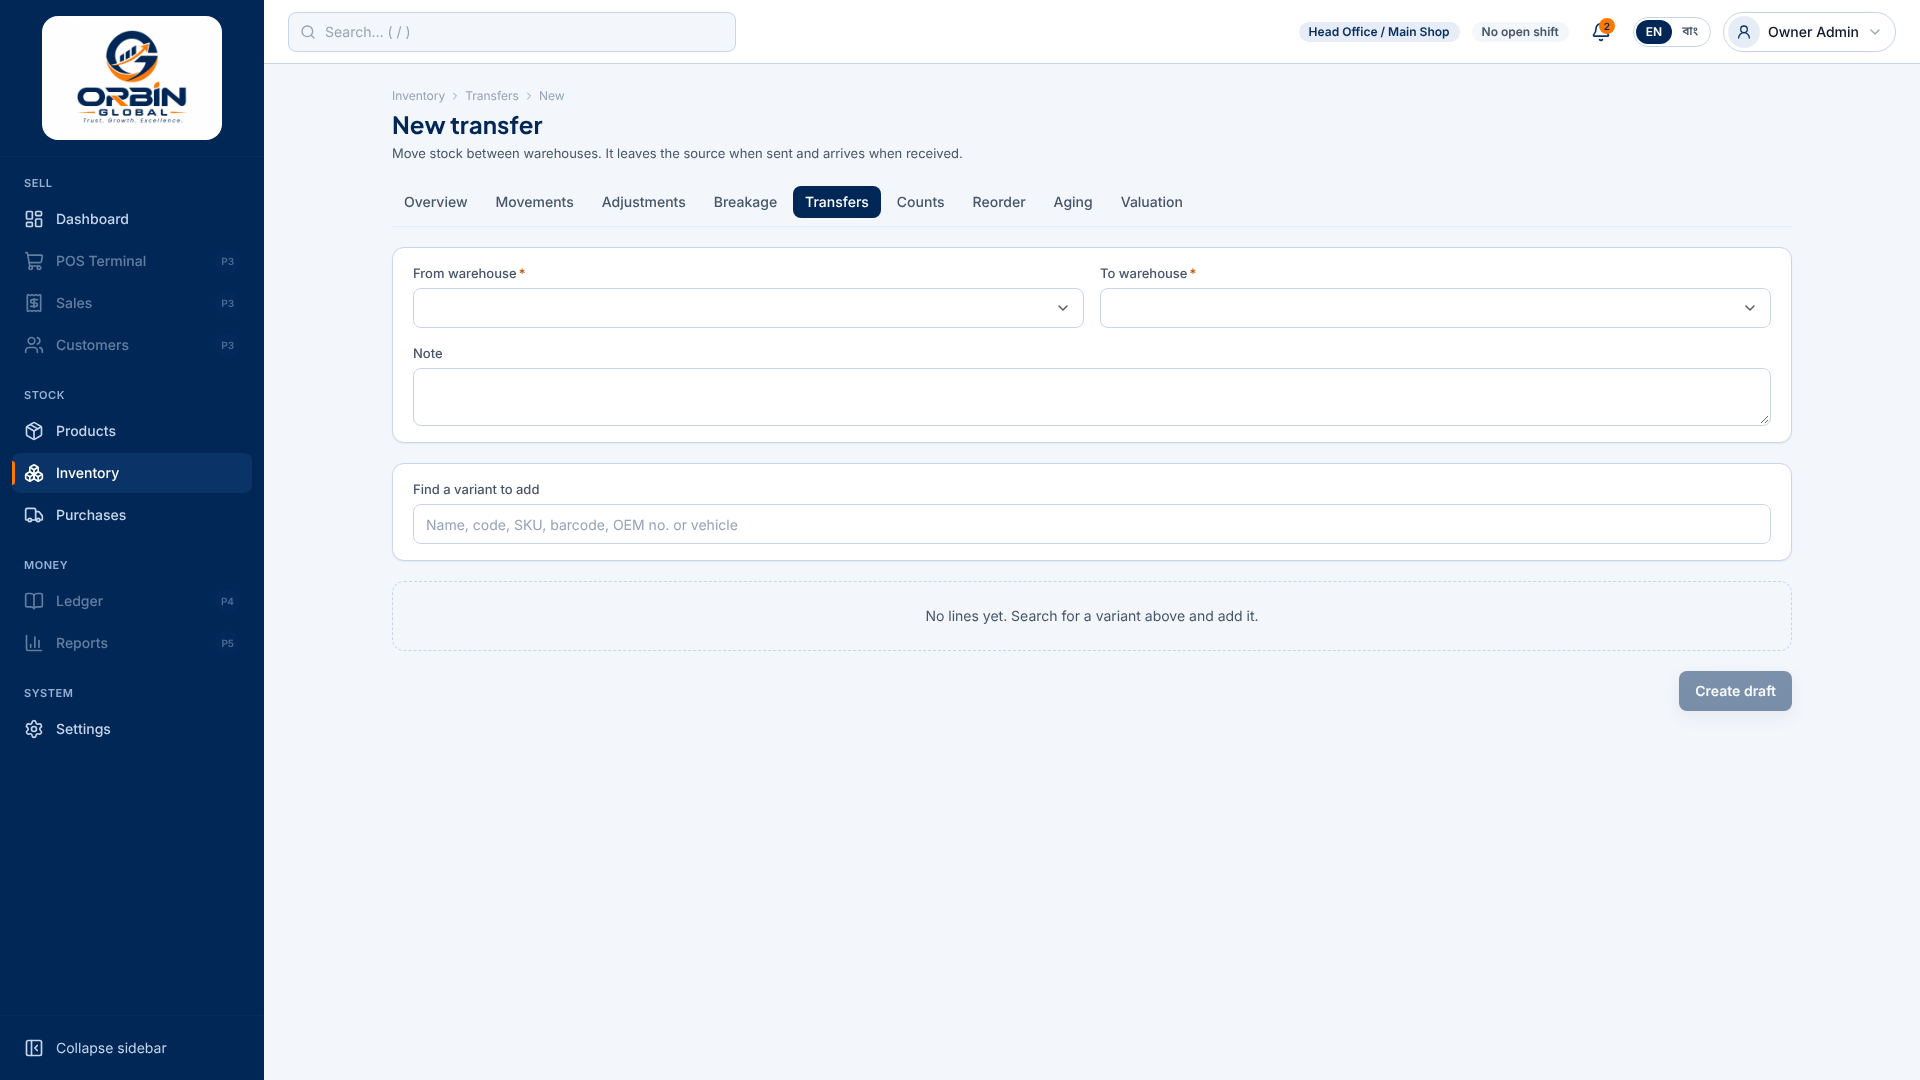 ORBIN
GLOBAL
Trust. Growth. Excellence.
Search... ( / )
Head Office / Main Shop
No open shift
2
EN
বাং
Owner Admin
SELL
Dashboard
POS Terminal P3
Sales P3
Customers P3
STOCK
Products
Inventory
Purchases
MONEY
Ledger P4
Reports P5
SYSTEM
Settings
Collapse sidebar
Inventory > Transfers > New
New transfer
Move stock between warehouses. It leaves the source when sent and arrives when received.
Overview Movements Adjustments Breakage Transfers Counts Reorder Aging Valuation
From warehouse *
To warehouse *
Note
Find a variant to add
Name, code, SKU, barcode, OEM no. or vehicle
No lines yet. Search for a variant above and add it.
Create draft